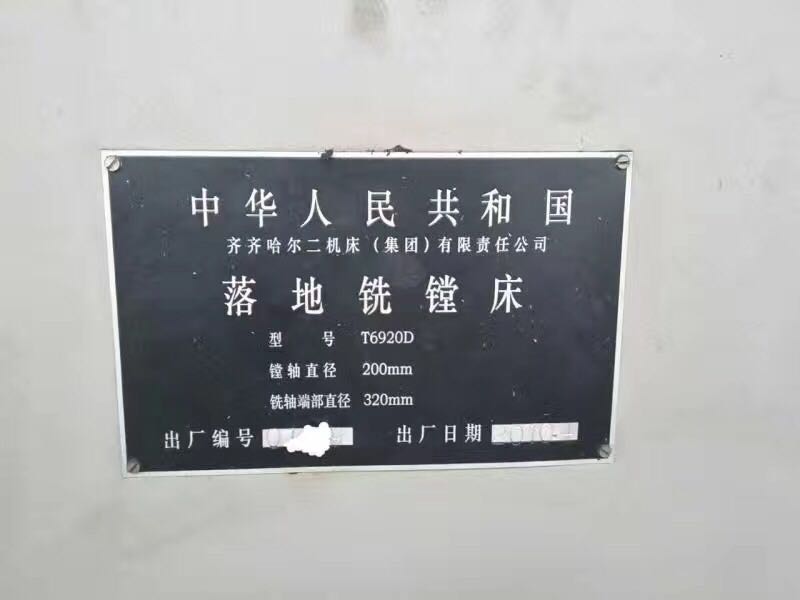 中华人民共和国
齐齐哈尔二机床（集团）有限责任公司
落地铣镗床
型号 T6920D
镗轴直径 200mm
铣轴端部直径 320mm
出厂编号 出厂日期 2010.4